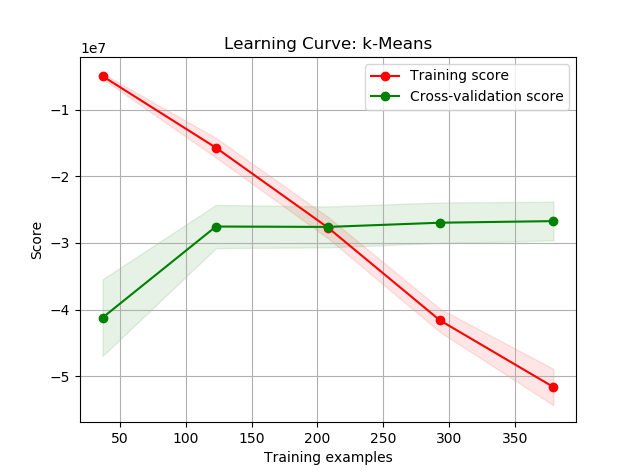 Learning Curve: k-Means
1e7
Training score
Cross-validation score
−1
−2
−3
−4
−5
Score
50 100 150 200 250 300 350
Training examples